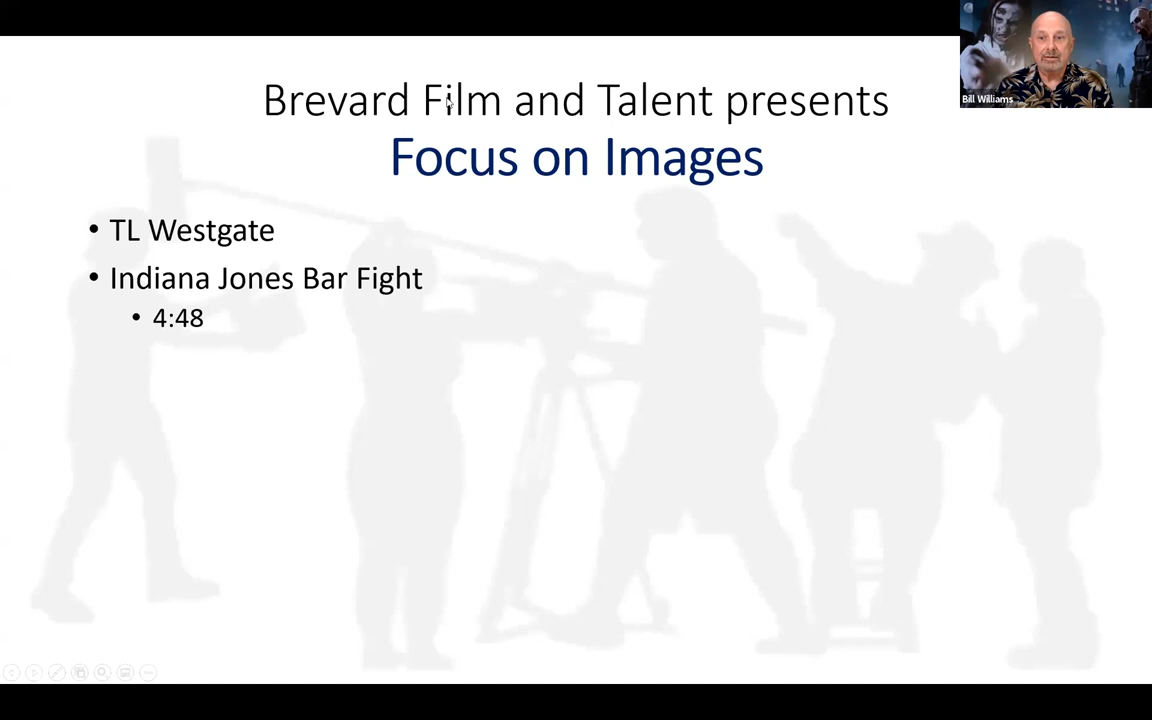 Brevard Film and Talent presents
Focus on Images
• TL Westgate
• Indiana Jones Bar Fight
• 4:48
Bill Williams